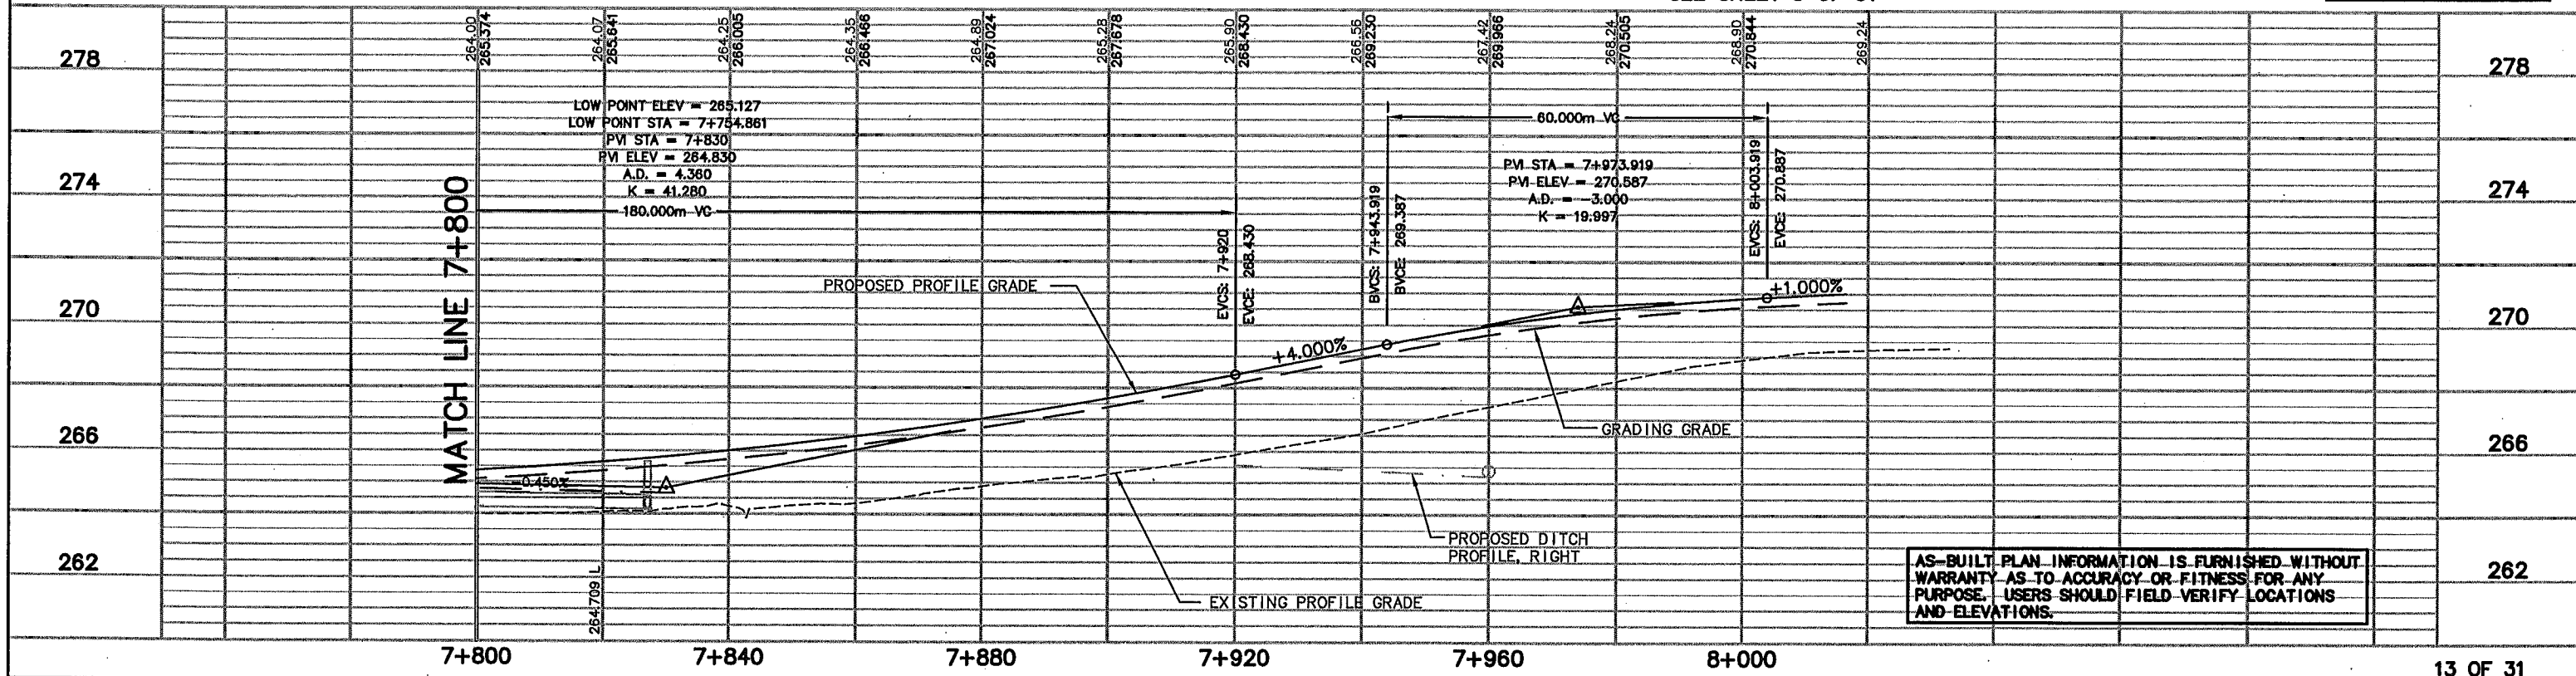 264.00
265.374
264.07
265.641
264.25
266.005
264.35
266.466
264.89
267.024
265.28
267.678
265.90
268.430
266.56
269.230
267.42
269.966
268.24
270.505
268.90
270.844
269.24
278
278
LOW POINT ELEV = 265.127
LOW POINT STA = 7+754.861
PVI STA = 7+830
PVI ELEV = 264.830
A.D. = 4.360
K = 41.280
180.000m VC
60.000m VC
PVI STA = 7+973.919
PVI ELEV = 270.587
A.D. = -3.000
K = 19.997
274
274
MATCH LINE 7+800
EVCS: 7+920
EVCE: 268.430
BVCS: 7+943.919
BVCE: 269.387
EVCS: 8+003.919
EVCE: 270.887
PROPOSED PROFILE GRADE
+1.000%
270
270
+4.000%
GRADING GRADE
266
266
-0.450%
PROPOSED DITCH
PROFILE, RIGHT
262
262
264.709 L
EXISTING PROFILE GRADE
AS-BUILT PLAN INFORMATION IS FURNISHED WITHOUT
WARRANTY AS TO ACCURACY OR FITNESS FOR ANY
PURPOSE. USERS SHOULD FIELD VERIFY LOCATIONS
AND ELEVATIONS.
7+800
7+840
7+880
7+920
7+960
8+000
13 OF 31